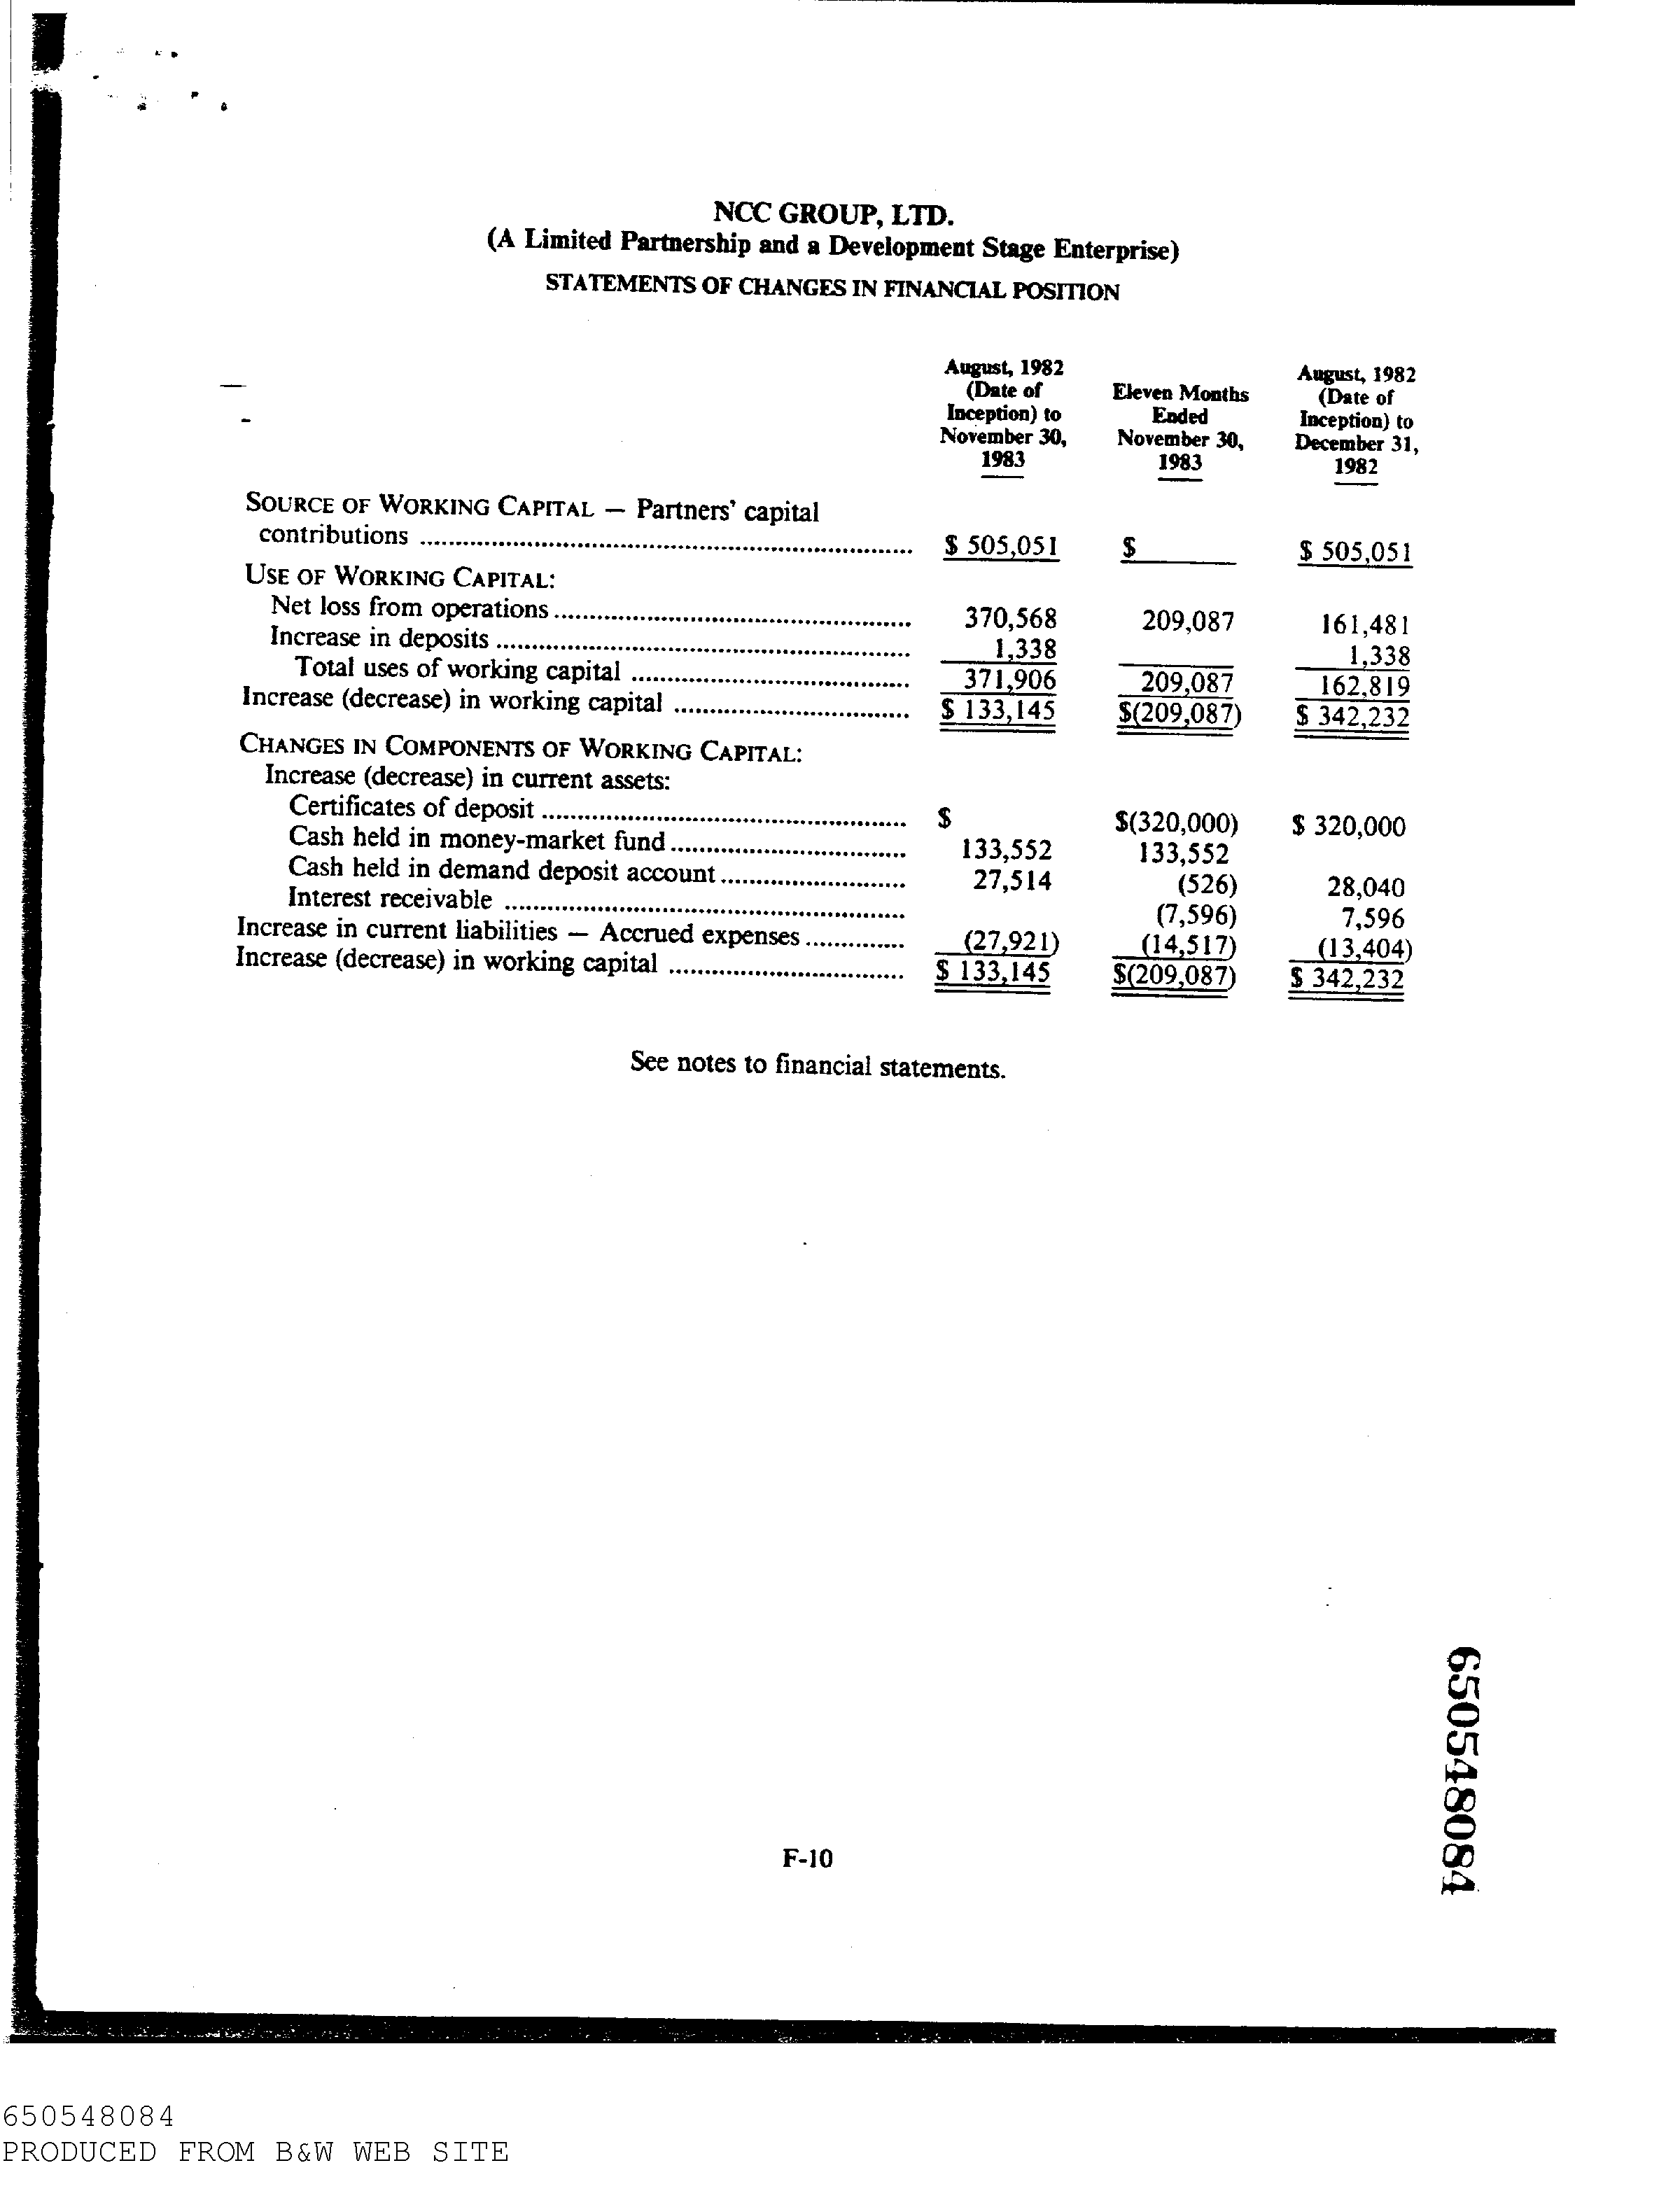 NCC GROUP, LTD.
(A Limited Partnership and a Development Stage Enterprise)
STATEMENTS OF CHANGES IN FINANCIAL POSITION
August, 1982 (Date of Inception) to November 30, 1983
Eleven Months Ended November 30, 1983
August, 1982 (Date of Inception) to December 31, 1982
SOURCE OF WORKING CAPITAL — Partners' capital
contributions ........ $ 505,051 $ $ 505,051
USE OF WORKING CAPITAL:
Net loss from operations ........ 370,568 209,087 161,481
Increase in deposits ........ 1,338 1,338
Total uses of working capital ........ 371,906 209,087 162,819
Increase (decrease) in working capital ........ $ 133,145 $(209,087) $ 342,232
CHANGES IN COMPONENTS OF WORKING CAPITAL:
Increase (decrease) in current assets:
Certificates of deposit ........ $ $(320,000) $ 320,000
Cash held in money-market fund ........ 133,552 133,552
Cash held in demand deposit account ........ 27,514 (526) 28,040
Interest receivable ........ (7,596) 7,596
Increase in current liabilities — Accrued expenses ........ (27,921) (14,517) (13,404)
Increase (decrease) in working capital ........ $ 133,145 $(209,087) $ 342,232
See notes to financial statements.
650548084
F-10
650548084
PRODUCED FROM B&W WEB SITE